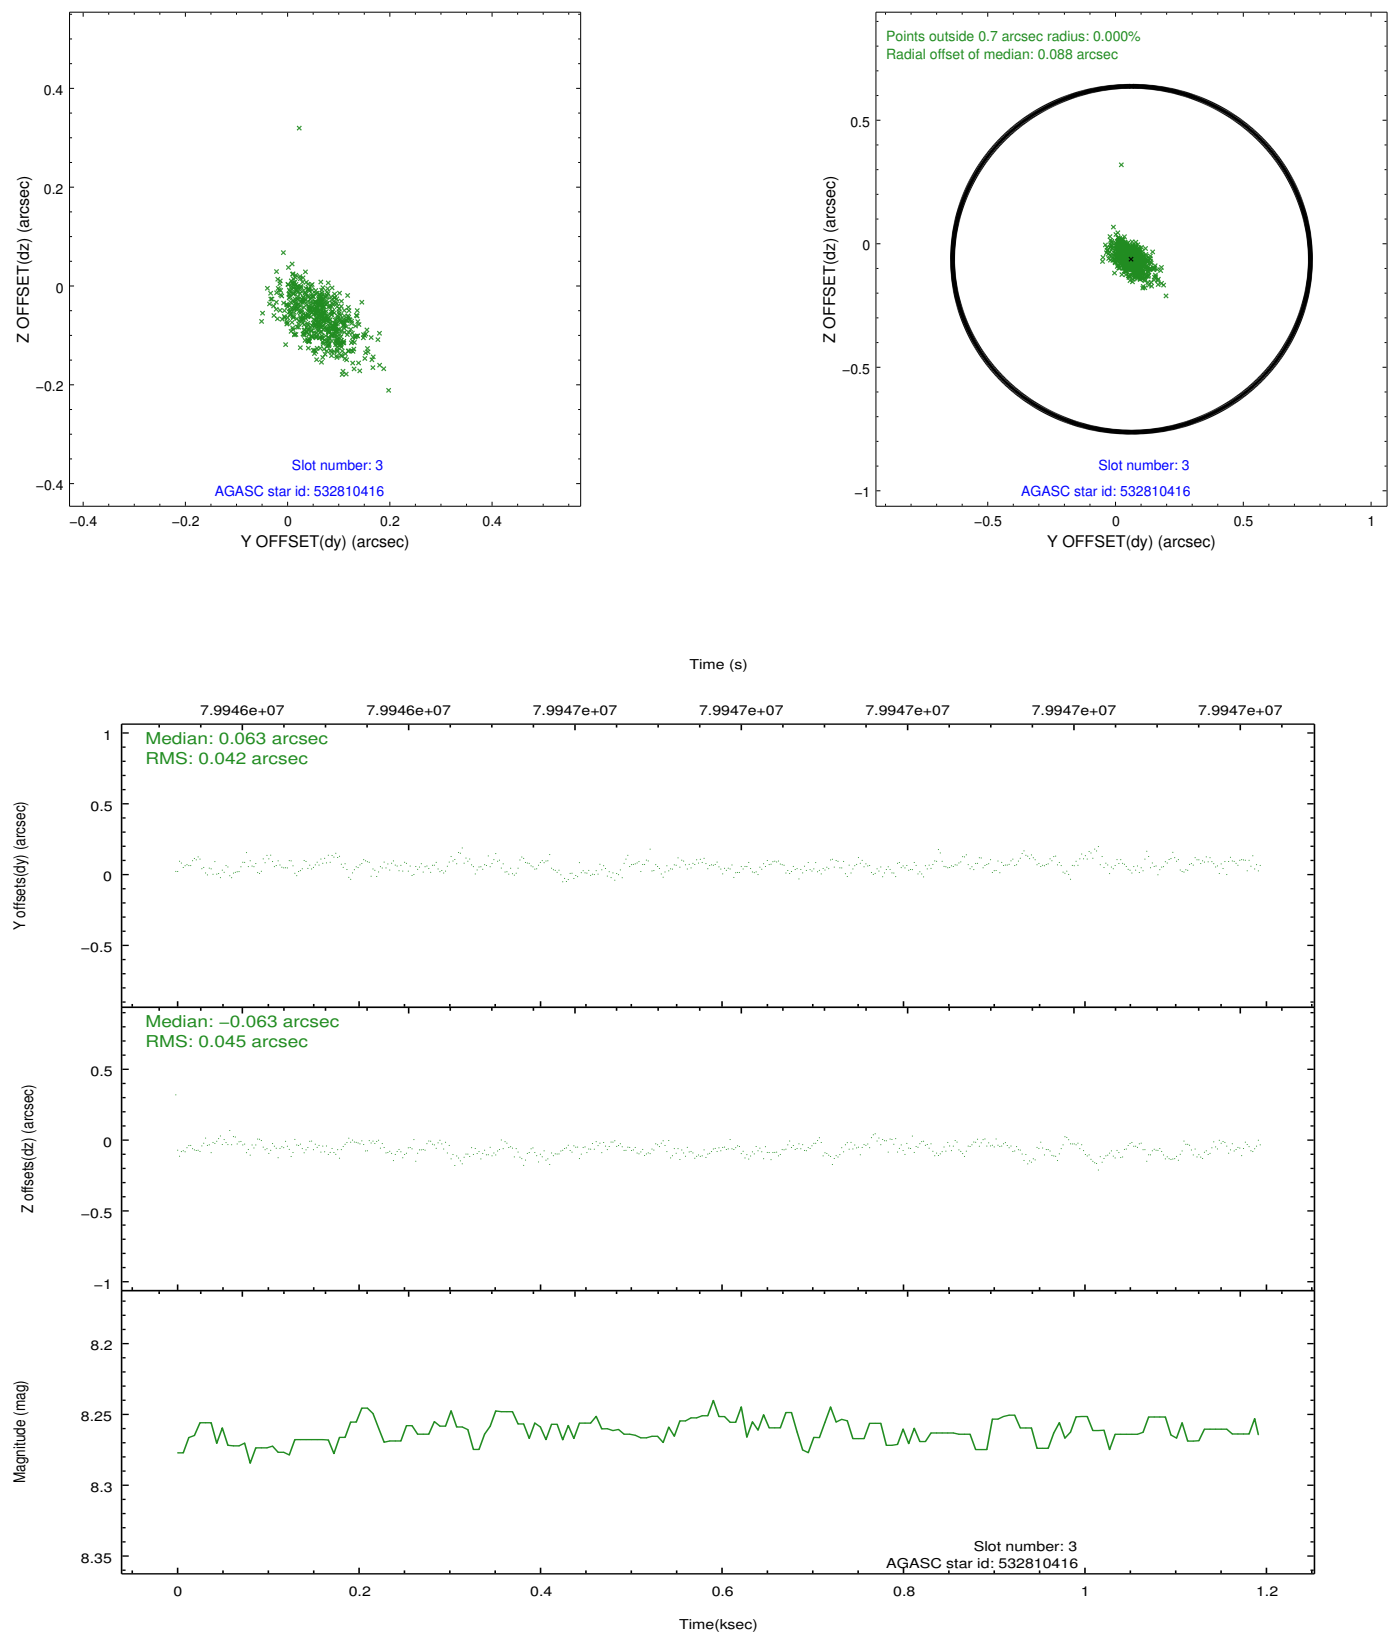 0.4
0.2
0
−0.2
−0.4
Z OFFSET(dz) (arcsec)
−0.4
−0.2
0
0.2
0.4
Y OFFSET(dy) (arcsec)
Slot number: 3
AGASC star id: 532810416
Points outside 0.7 arcsec radius: 0.000%
Radial offset of median: 0.088 arcsec
0.5
0
−0.5
−1
Z OFFSET(dz) (arcsec)
−0.5
0
0.5
1
Y OFFSET(dy) (arcsec)
Slot number: 3
AGASC star id: 532810416
Time (s)
7.9946e+07
7.9946e+07
7.9947e+07
7.9947e+07
7.9947e+07
7.9947e+07
7.9947e+07
Median: 0.063 arcsec
RMS: 0.042 arcsec
1
0.5
0
−0.5
Y offsets(dy) (arcsec)
Median: −0.063 arcsec
RMS: 0.045 arcsec
0.5
0
−0.5
−1
Z offsets(dz) (arcsec)
8.2
8.25
8.3
8.35
Magnitude (mag)
Slot number: 3
AGASC star id: 532810416
0
0.2
0.4
0.6
0.8
1
1.2
Time(ksec)